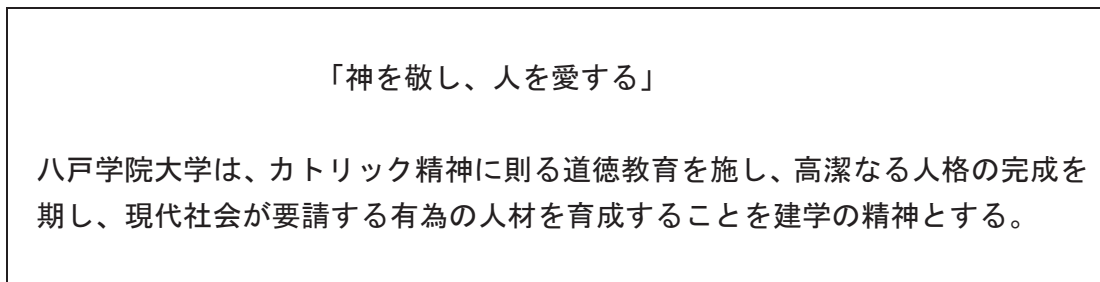 「神を敬し、人を愛する」
八戸学院大学は、カトリック精神に則る道徳教育を施し、高潔なる人格の完成を
期し、現代社会が要請する有為の人材を育成することを建学の精神とする。